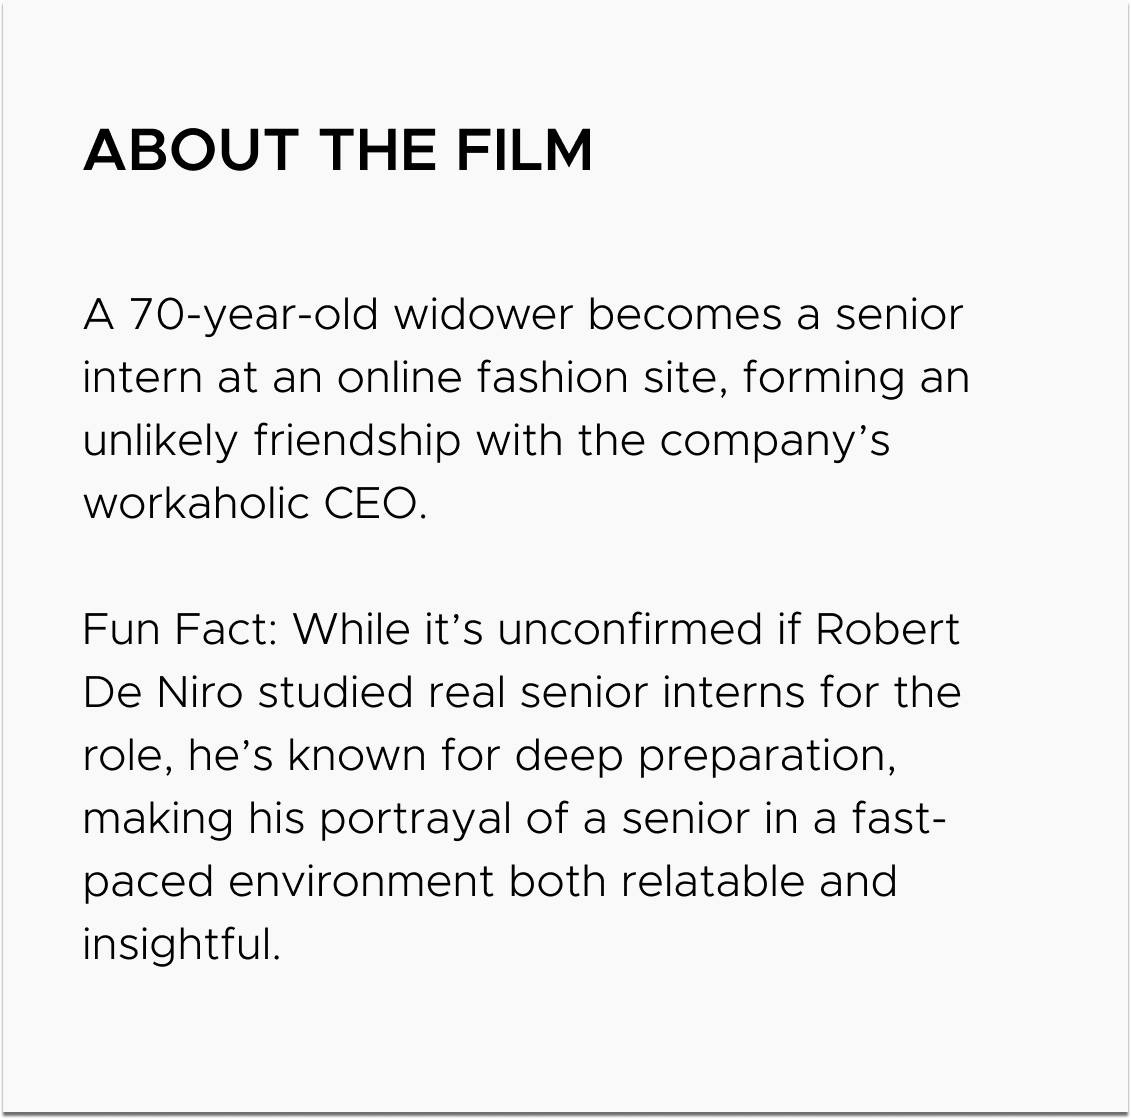 ABOUT THE FILM
A 70-year-old widower becomes a senior
intern at an online fashion site, forming an
unlikely friendship with the company’s
workaholic CEO.
Fun Fact: While it’s unconfirmed if Robert
De Niro studied real senior interns for the
role, he’s known for deep preparation,
making his portrayal of a senior in a fast-
paced environment both relatable and
insightful.